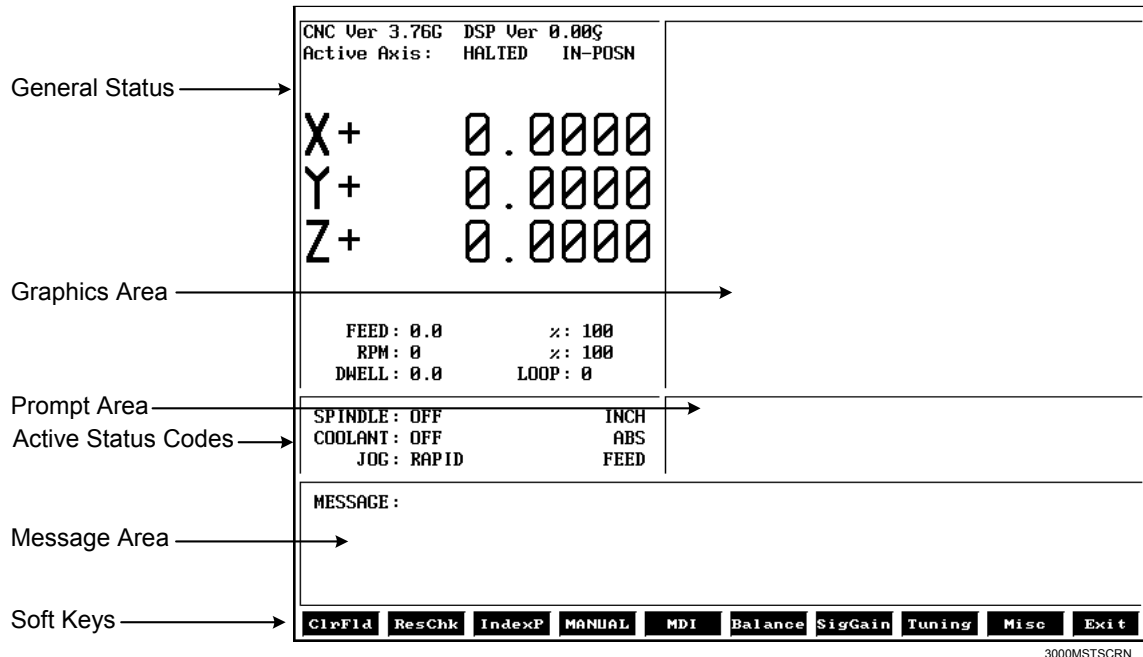 CNC Ver 3.76G DSP Ver 0.00Ç
Active Axis: HALTED IN-POSN
General Status
X+ 0.0000
Y+ 0.0000
Z+ 0.0000
Graphics Area
FEED: 0.0 %: 100
RPM: 0 %: 100
DWELL: 0.0 LOOP: 0
Prompt Area
SPINDLE: OFF INCH
Active Status Codes
COOLANT: OFF ABS
JOG: RAPID FEED
MESSAGE:
Message Area
Soft Keys
ClrFld ResChk IndexP MANUAL MDI Balance SigGain Tuning Misc Exit
3000MSTSCRN